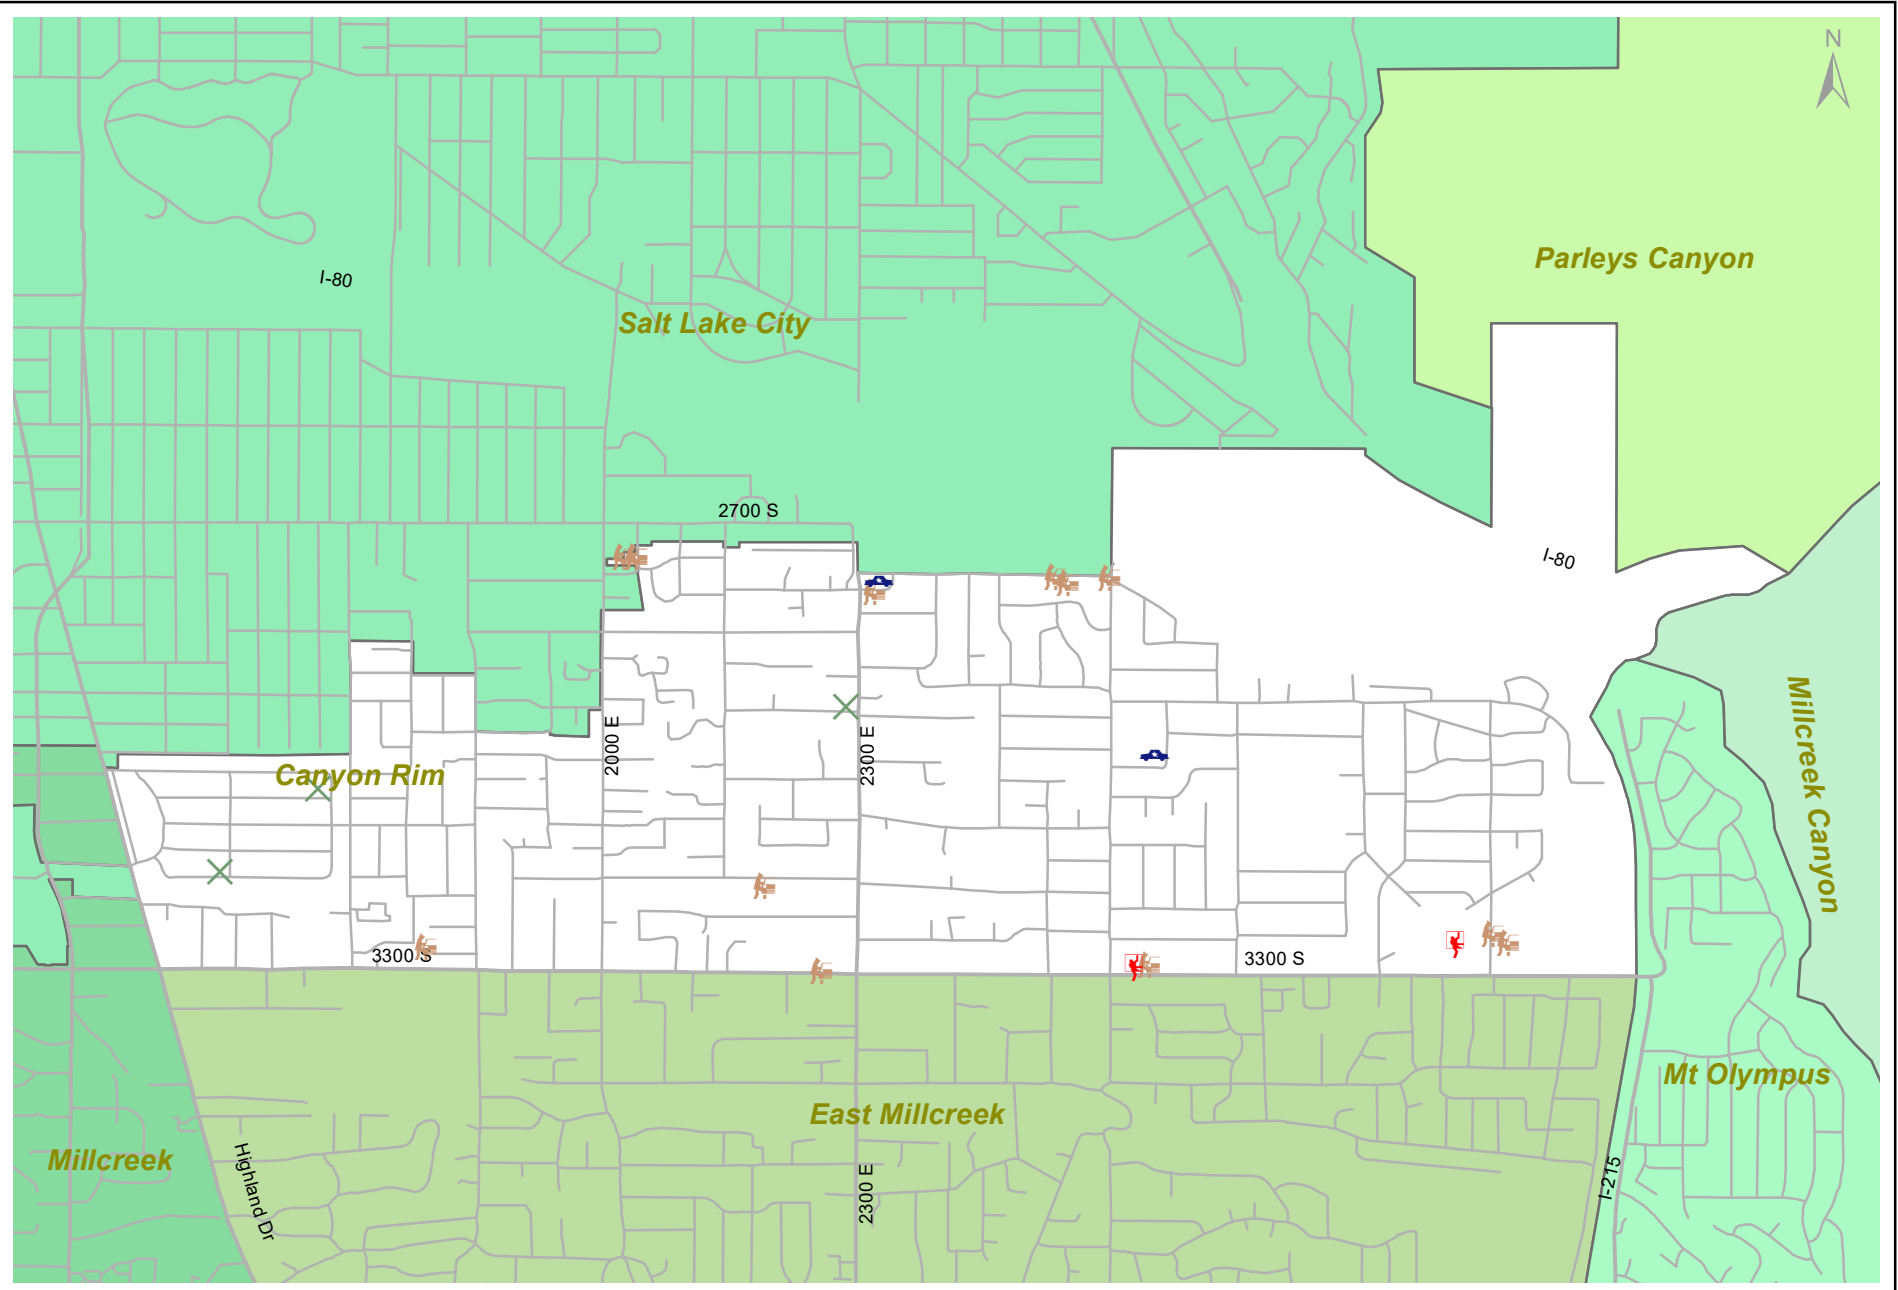 N
Parleys Canyon
I-80
Salt Lake City
2700 S
I-80
2000 E
2300 E
Canyon Rim
Millcreek Canyon
3300 S
3300 S
Mt Olympus
East Millcreek
Millcreek
Highland Dr
2300 E
I-215